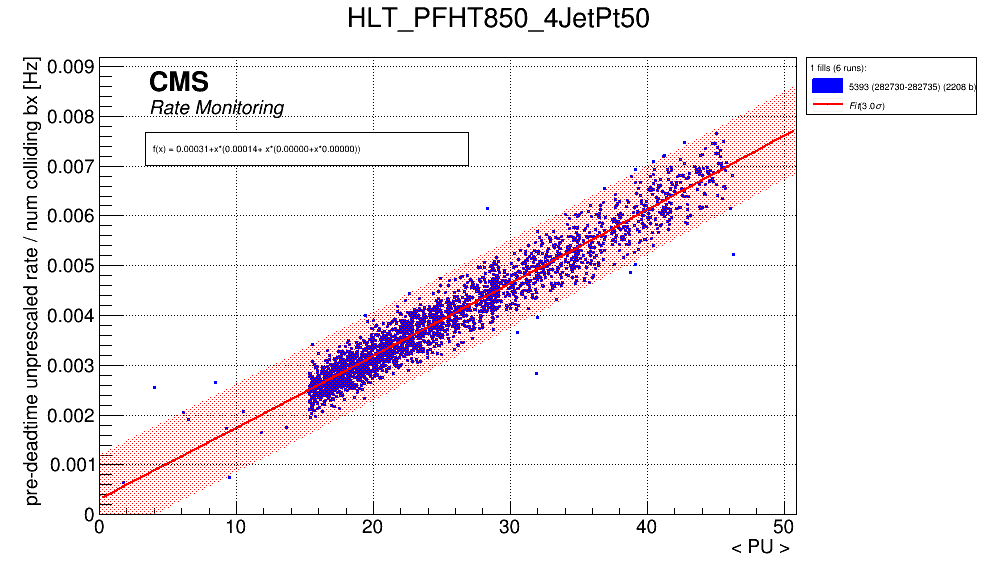 HLT_PFHT850_4JetPt50
pre-deadtime unprescaled rate / num colliding bx [Hz]
0.009
0.008
0.007
0.006
0.005
0.004
0.003
0.002
0.001
0
CMS
Rate Monitoring
f(x) = 0.00031+x*(0.00014+ x*(0.00000+x*0.00000))
0 10 20 30 40 50
< PU >
1 fills (6 runs):
5393 (282730-282735) (2208 b)
Fit(3.0σ)